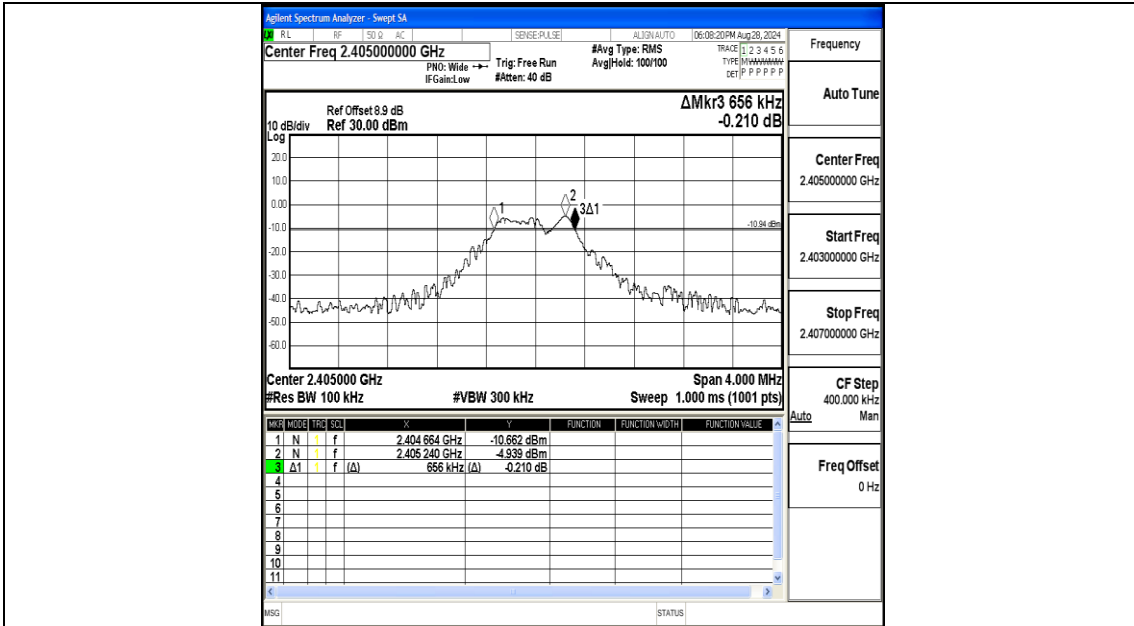 Agilent Spectrum Analyzer - Swept SA
RL RF 50 Ω AC SENSE:PULSE ALIGN AUTO 06:08:20 PM Aug 28, 2024
Center Freq 2.405000000 GHz
PNO: Wide
IFGain:Low
Trig: Free Run
#Atten: 40 dB
#Avg Type: RMS
Avg|Hold: 100/100
TRACE 1 2 3 4 5 6
TYPE MWWWWW
DET P P P P P P
Frequency
ΔMkr3 656 kHz
-0.210 dB
Ref Offset 8.9 dB
10 dB/div Ref 30.00 dBm
Log
20.0
10.0
0.00
-10.0
-20.0
-30.0
-40.0
-50.0
-60.0
1
2
3Δ1
-10.94 dBm
Center 2.405000 GHz Span 4.000 MHz
#Res BW 100 kHz #VBW 300 kHz Sweep 1.000 ms (1001 pts)
MKR MODE TRC SCL X Y FUNCTION FUNCTION WIDTH FUNCTION VALUE
1 N 1 f 2.404 664 GHz -10.662 dBm
2 N 1 f 2.405 240 GHz -4.939 dBm
3 Δ1 1 f (Δ) 656 kHz (Δ) -0.210 dB
4
5
6
7
8
9
10
11
MSG STATUS
Auto Tune
Center Freq
2.405000000 GHz
Start Freq
2.403000000 GHz
Stop Freq
2.407000000 GHz
CF Step
400.000 kHz
Auto Man
Freq Offset
0 Hz